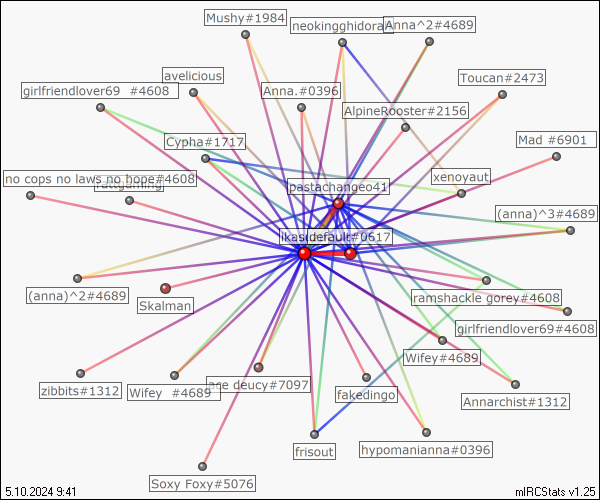 Mushy#1984
neokingghidora
Anna^2#4689
avelicious
Toucan#2473
girlfriendlover69 #4608
Anna.#0396
AlpineRooster#2156
Cypha#1717
Mad #6901
no cops no laws no hope#4608
xenoyaut
pastachangeo41
(anna)^3#4689
default#0617
(anna)^2#4689
Skalman
ramshackle gorey#4608
girlfriendlover69#4608
Wifey#4689
zibbits#1312
Wifey #4689
ace deucy#7097
fakedingo
Annarchist#1312
frisout
hypomanianna#0396
Soxy Foxy#5076
5.10.2024 9:41
mIRCStats v1.25